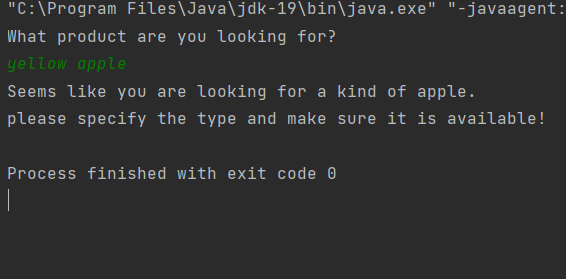 "C:\Program Files\Java\jdk-19\bin\java.exe" "-javaagent:
What product are you looking for?
yellow apple
Seems like you are looking for a kind of apple.
please specify the type and make sure it is available!
Process finished with exit code 0